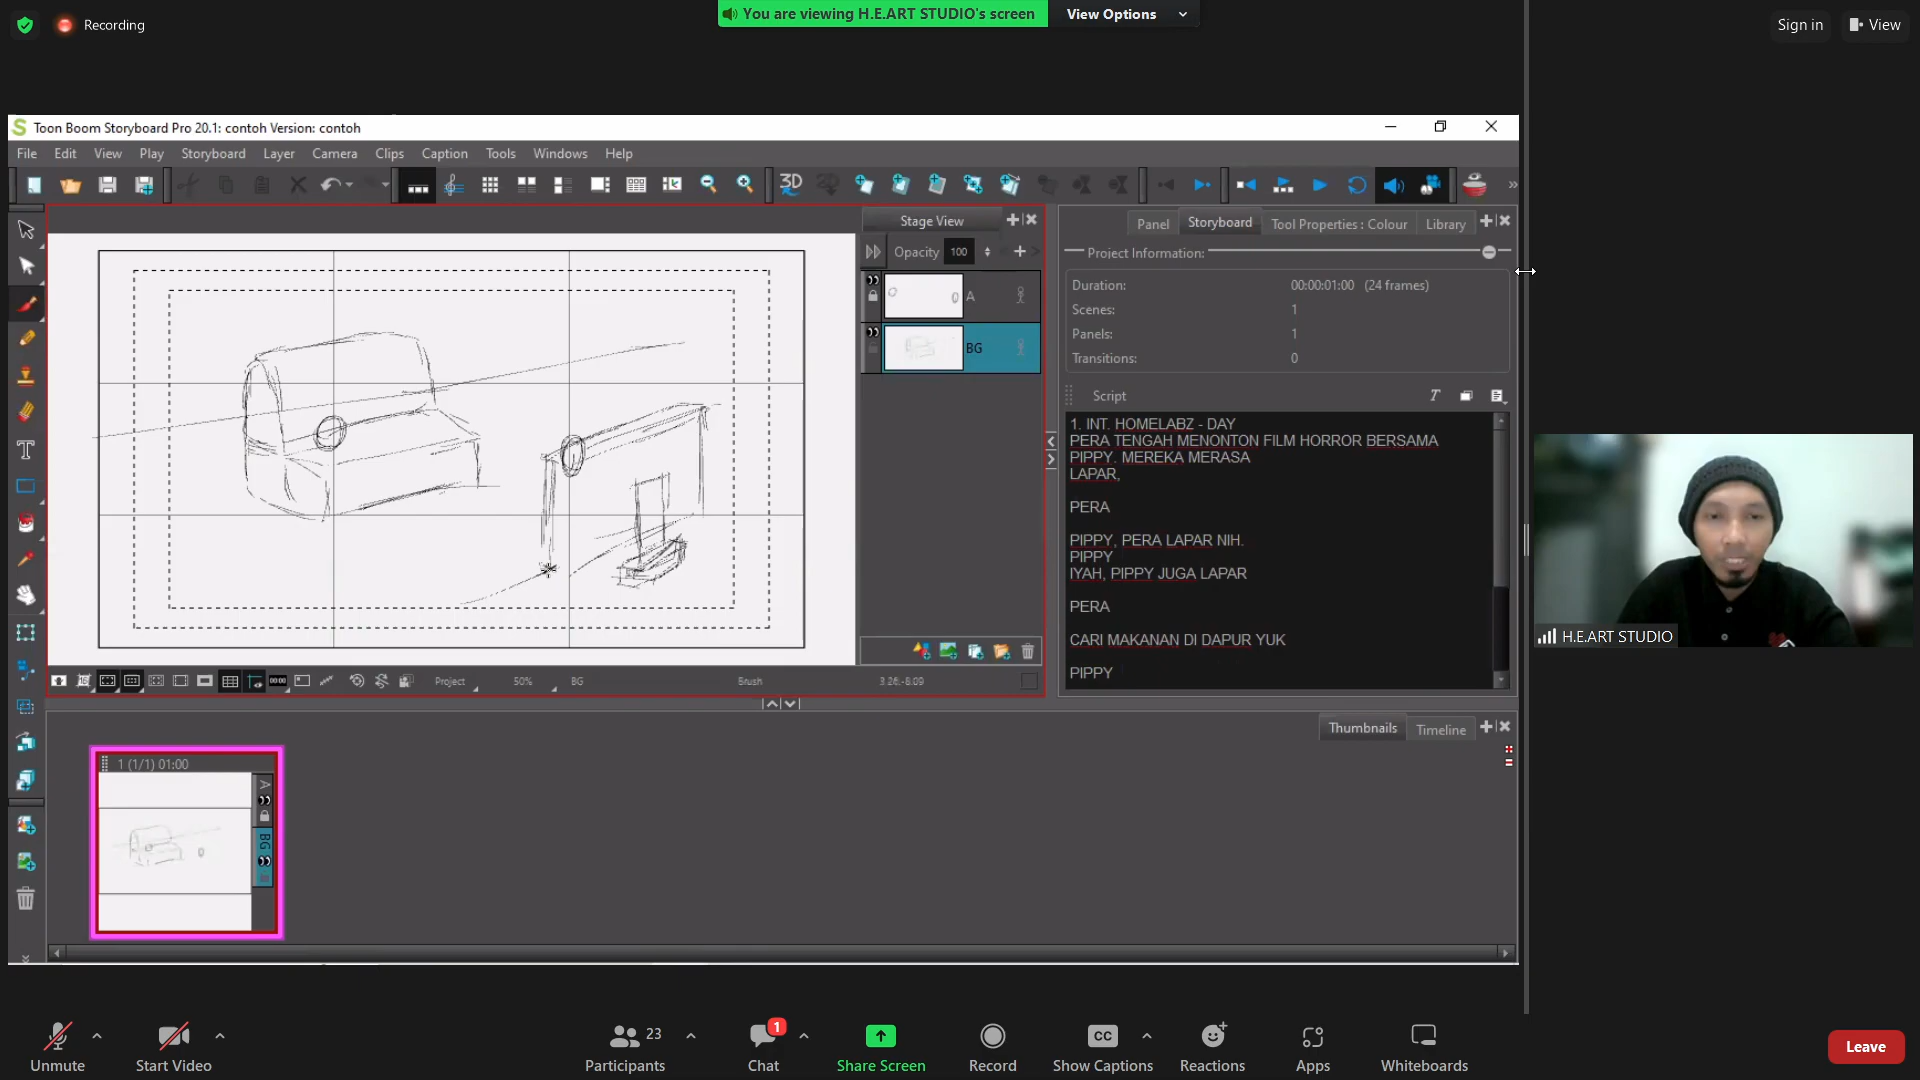 Recording
You are viewing H.E.ART STUDIO's screen
View Options
Sign in
View
Toon Boom Storyboard Pro 20.1: contoh Version: contoh
File Edit View Play Storyboard Layer Camera Clips Caption Tools Windows Help
3D
Stage View
Opacity 100
A
BG
Panel Storyboard Tool Properties : Colour Library
Project Information:
Duration: 00:00:01:00 (24 frames)
Scenes: 1
Panels: 1
Transitions: 0
Script
1. INT. HOMELABZ - DAY
PERA TENGAH MENONTON FILM HORROR BERSAMA
PIPPY. MEREKA MERASA
LAPAR,
PERA
PIPPY, PERA LAPAR NIH.
PIPPY
IYAH, PIPPY JUGA LAPAR
PERA
CARI MAKANAN DI DAPUR YUK
PIPPY
H.E.ART STUDIO
Project 50% BG Brush
Thumbnails Timeline
1 (1/1) 01:00
A
BG
Unmute
Start Video
23
Participants
1
Chat
Share Screen
Record
CC
Show Captions
Reactions
Apps
Whiteboards
Leave